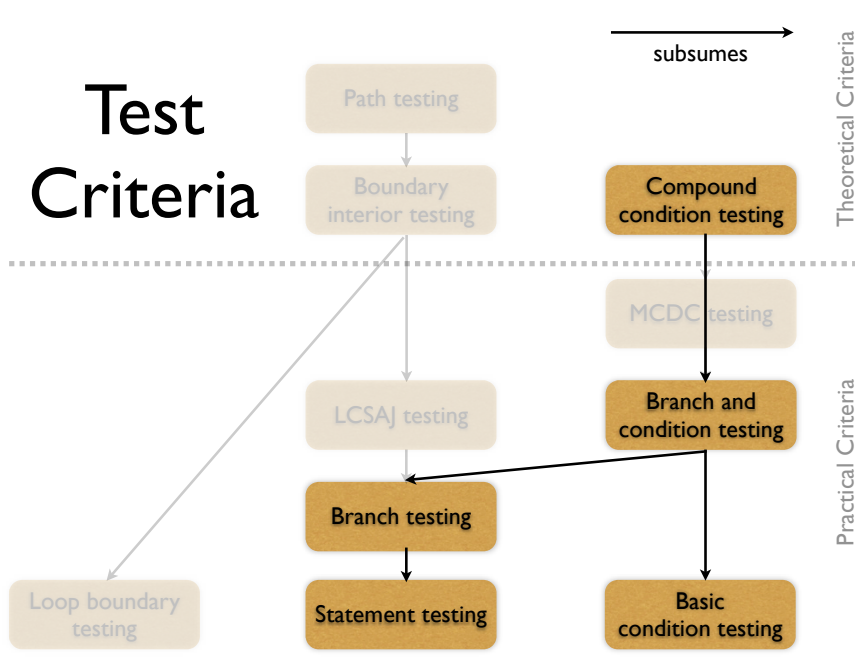 Test
Criteria
subsumes
Theoretical Criteria
Path testing
Boundary
interior testing
Compound
condition testing
MCDC testing
LCSAJ testing
Branch and
condition testing
Practical Criteria
Branch testing
Loop boundary
testing
Statement testing
Basic
condition testing